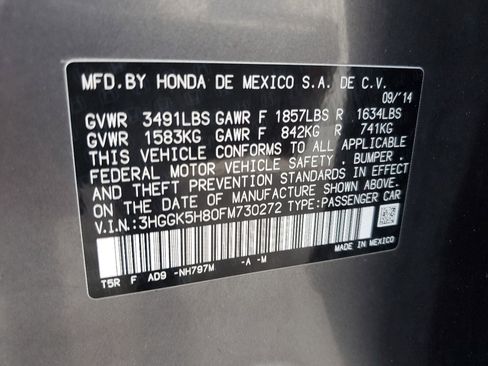 MFD. BY HONDA DE MEXICO S.A. DE C.V.
09/'14
GVWR 3491LBS GAWR F 1857LBS R 1634LBS
GVWR 1583KG GAWR F 842KG R 741KG
THIS VEHICLE CONFORMS TO ALL APPLICABLE
FEDERAL MOTOR VEHICLE SAFETY, BUMPER,
AND THEFT PREVENTION STANDARDS IN EFFECT
ON THE DATE OF MANUFACTURE SHOWN ABOVE.
V.I.N.:3HGGK5H80FM730272 TYPE:PASSENGER CAR
MADE IN MEXICO
T5R F AD9 -NH797M -A -M